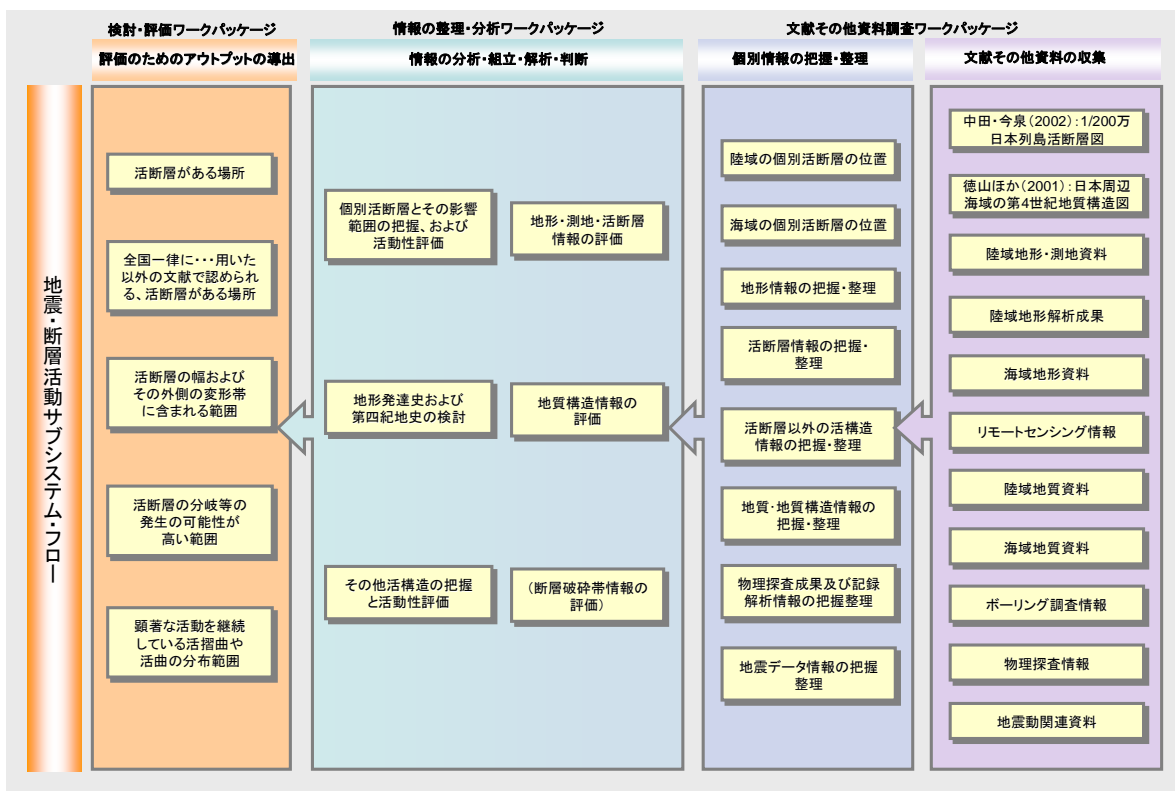 検討・評価ワークパッケージ
情報の整理・分析ワークパッケージ
文献その他資料調査ワークパッケージ
評価のためのアウトプットの導出
情報の分析・組立・解析・判断
個別情報の把握・整理
文献その他資料の収集
地震・断層活動サブシステム・フロー
活断層がある場所
全国一律に・・・用いた
以外の文献で認められ
る、活断層がある場所
活断層の幅および
その外側の変形帯
に含まれる範囲
活断層の分岐等の
発生の可能性が
高い範囲
顕著な活動を継続
している活摺曲や
活曲の分布範囲
個別活断層とその影響
範囲の把握、および
活動性評価
地形発達史および
第四紀地史の検討
その他活構造の把握
と活動性評価
地形・測地・活断層
情報の評価
地質構造情報の
評価
(断層破砕帯情報の
評価)
陸域の個別活断層の位置
海域の個別活断層の位置
地形情報の把握・整理
活断層情報の把握・
整理
活断層以外の活構造
情報の把握・整理
地質・地質構造情報の
把握・整理
物理探査成果及び記録
解析情報の把握整理
地震データ情報の把握
整理
中田・今泉(2002):1/200万
日本列島活断層図
徳山ほか(2001):日本周辺
海域の第4世紀地質構造図
陸域地形・測地資料
陸域地形解析成果
海域地形資料
リモートセンシング情報
陸域地質資料
海域地質資料
ボーリング調査情報
物理探査情報
地震動関連資料